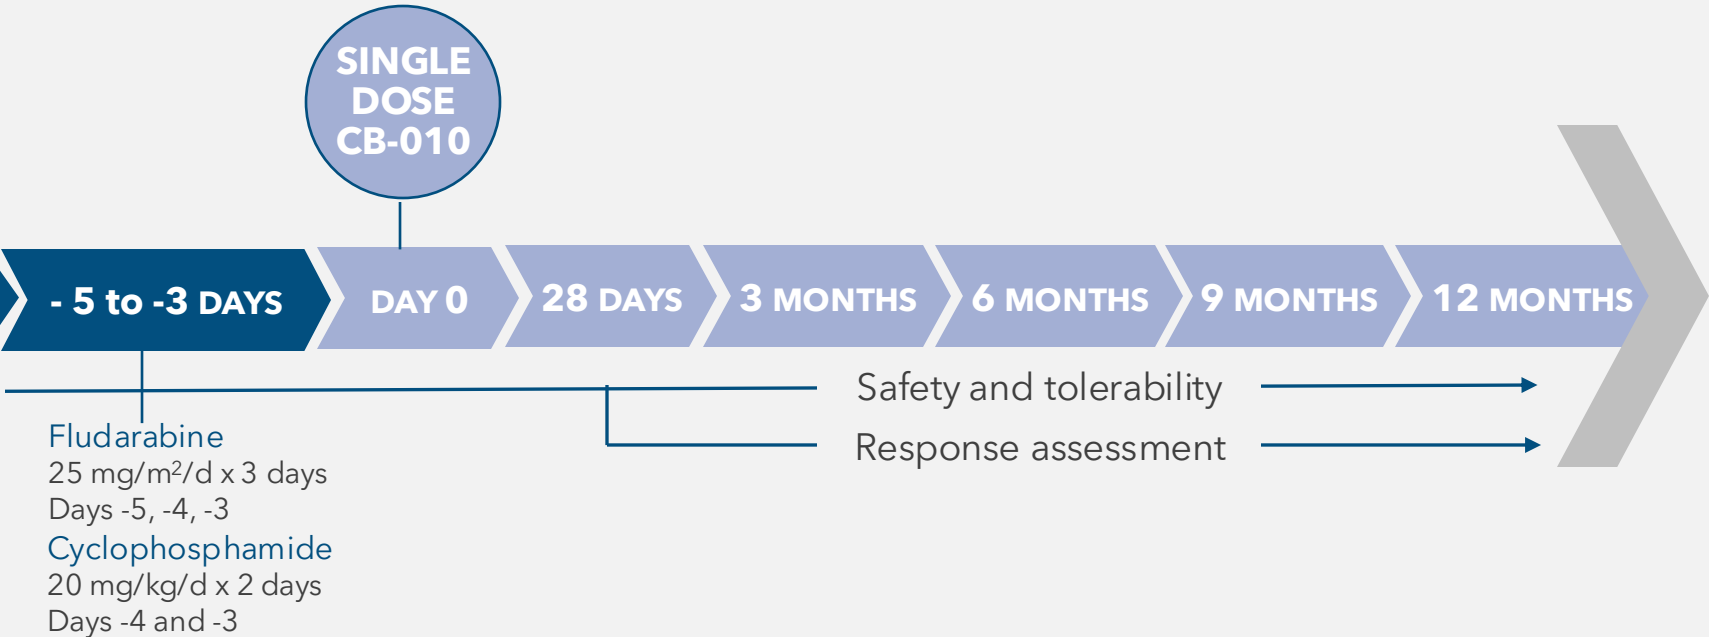 SINGLE
DOSE
CB-010
- 5 to -3 DAYS
DAY 0
28 DAYS
3 MONTHS
6 MONTHS
9 MONTHS
12 MONTHS
Safety and tolerability
Response assessment
Fludarabine
25 mg/m²/d x 3 days
Days -5, -4, -3
Cyclophosphamide
20 mg/kg/d x 2 days
Days -4 and -3